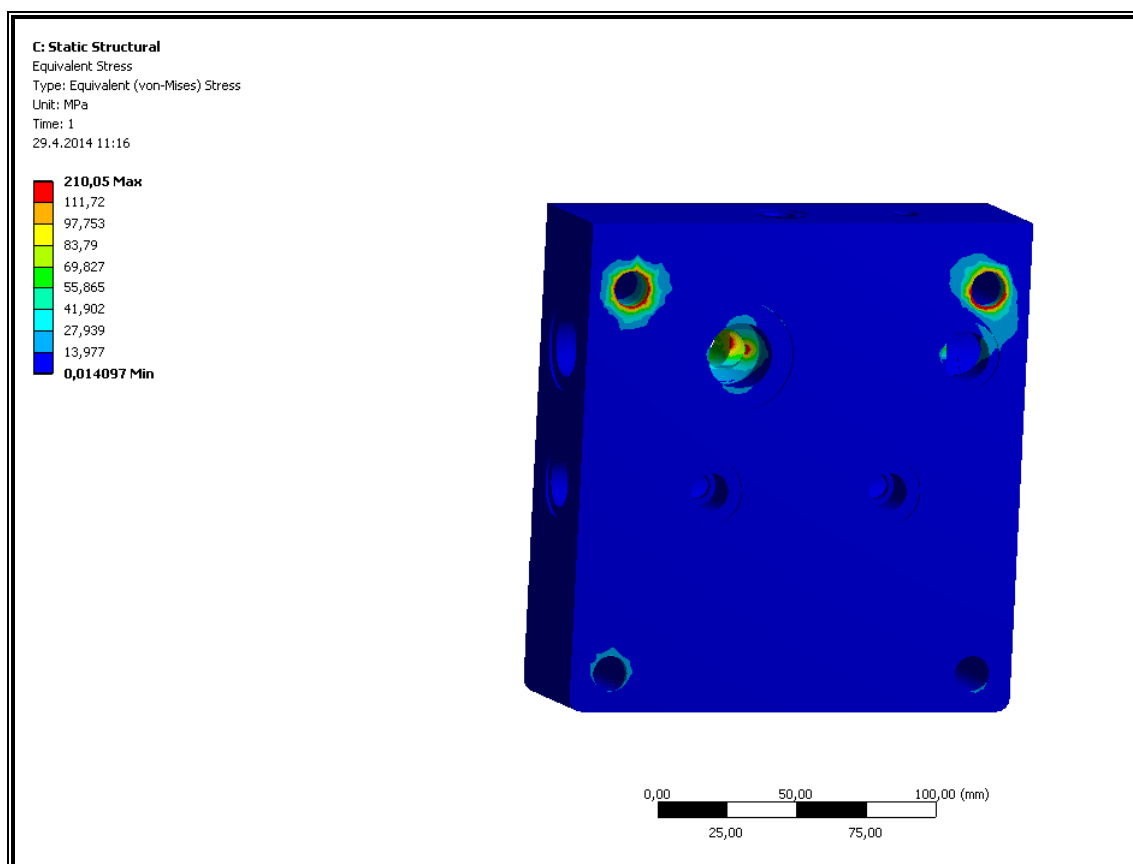 C: Static Structural
Equivalent Stress
Type: Equivalent (von-Mises) Stress
Unit: MPa
Time: 1
29.4.2014 11:16
210,05 Max
111,72
97,753
83,79
69,827
55,865
41,902
27,939
13,977
0,014097 Min
0,00 50,00 100,00 (mm)
25,00 75,00